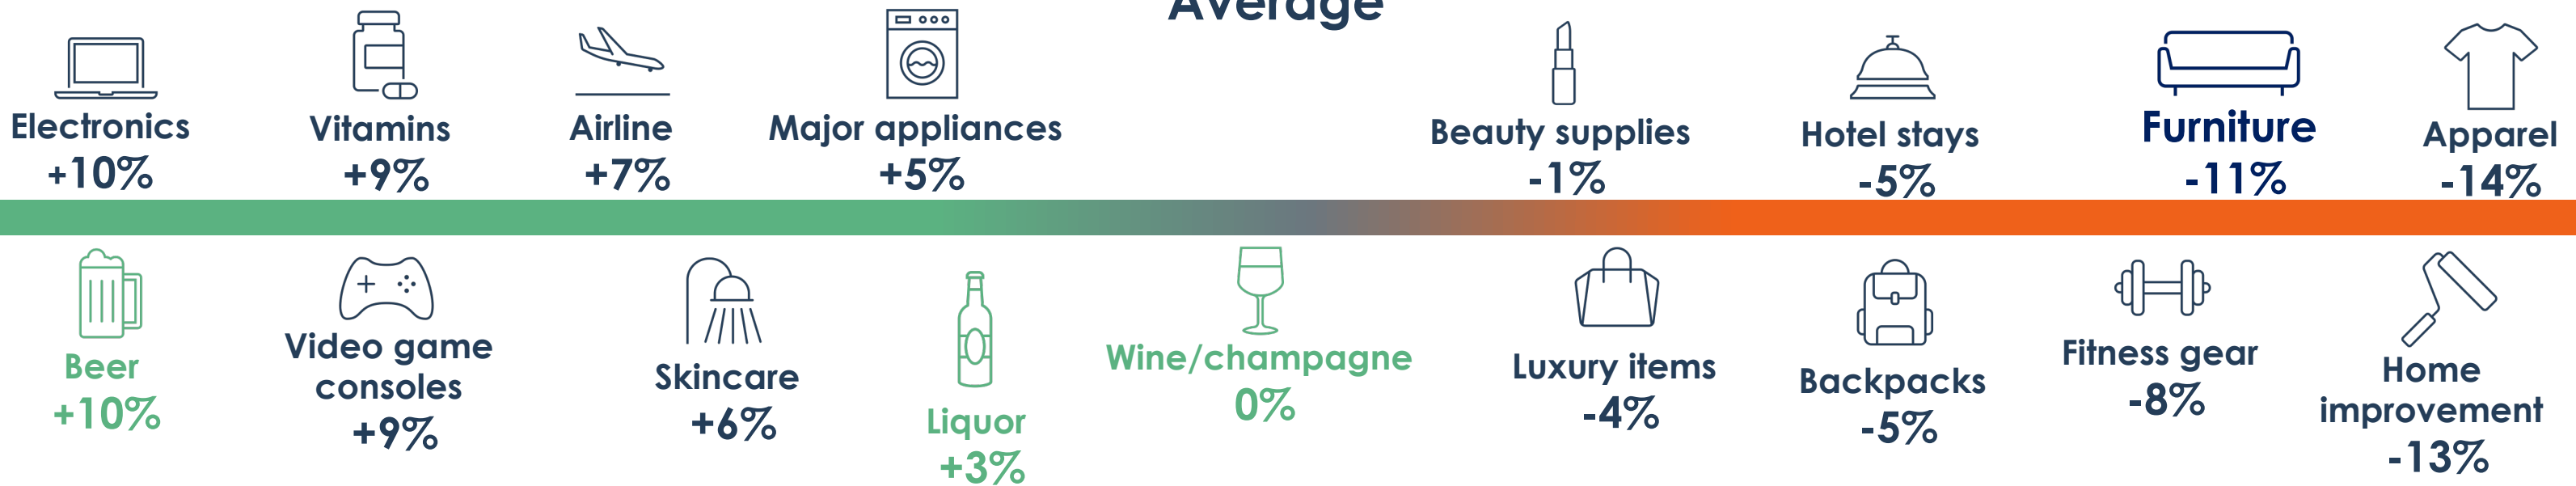 Average
Electronics
+10%
Vitamins
+9%
Airline
+7%
Major appliances
+5%
Beauty supplies
-1%
Hotel stays
-5%
Furniture
-11%
Apparel
-14%
Beer
+10%
Video game
consoles
+9%
Skincare
+6%
Liquor
+3%
Wine/champagne
0%
Luxury items
-4%
Backpacks
-5%
Fitness gear
-8%
Home
improvement
-13%